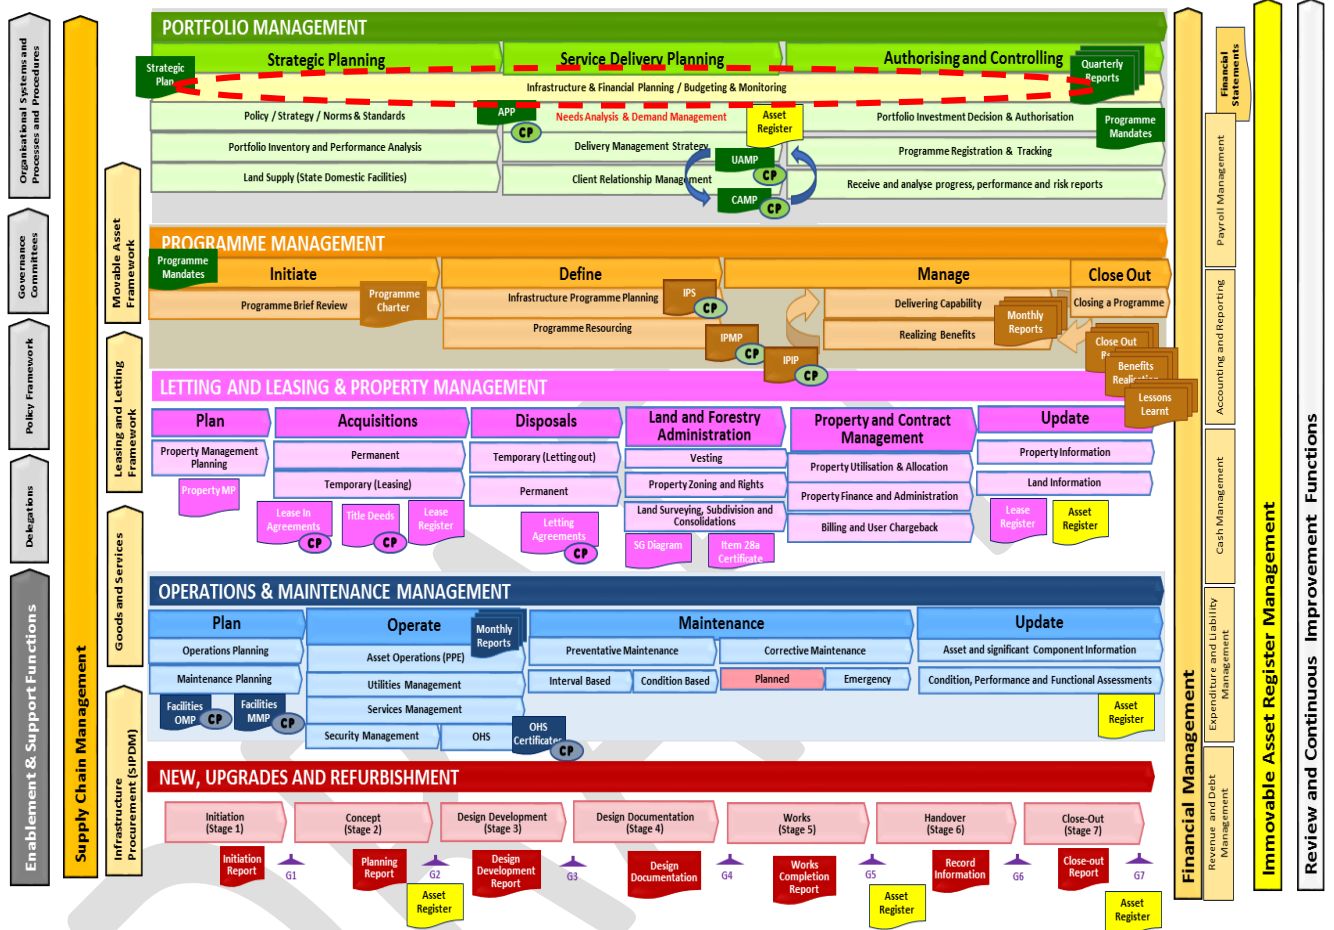 Organisational Systems and
Processes and Procedures
Governance
Committees
Policy Framework
Delegations
Enablement & Support Functions
Supply Chain Management
Movable Asset
Framework
Leasing and Letting
Framework
Goods and Services
Infrastructure
Procurement (SIPDM)
PORTFOLIO MANAGEMENT
Strategic Planning
Service Delivery Planning
Authorising and Controlling
Strategic
Plan
Quarterly
Reports
Infrastructure & Financial Planning / Budgeting & Monitoring
Policy / Strategy / Norms & Standards
APP
CP
Needs Analysis & Demand Management
Asset
Register
Portfolio Investment Decision & Authorisation
Programme
Mandates
Portfolio Inventory and Performance Analysis
Delivery Management Strategy
UAMP
CP
Programme Registration & Tracking
Land Supply (State Domestic Facilities)
Client Relationship Management
CAMP
CP
Receive and analyse progress, performance and risk reports
PROGRAMME MANAGEMENT
Programme
Mandates
Initiate
Define
Manage
Close Out
Programme Brief Review
Programme
Charter
Infrastructure Programme Planning
IPS
CP
Programme Resourcing
IPMP
CP
IPIP
CP
Delivering Capability
Realizing Benefits
Monthly
Reports
Closing a Programme
Close Out
Benefits
Lessons
Learnt
LETTING AND LEASING & PROPERTY MANAGEMENT
Plan
Acquisitions
Disposals
Land and Forestry
Administration
Property and Contract
Management
Update
Property Management
Planning
Property MP
Permanent
Temporary (Leasing)
Lease In
Agreements
CP
Title Deeds
CP
Lease
Register
Temporary (Letting out)
Permanent
Letting
Agreements
CP
Vesting
Property Zoning and Rights
Land Surveying, Subdivision and
Consolidations
SG Diagram
Item 28a
Certificate
Property Utilisation & Allocation
Property Finance and Administration
Billing and User Chargeback
Property Information
Land Information
Lease
Register
Asset
Register
OPERATIONS & MAINTENANCE MANAGEMENT
Plan
Operate
Monthly
Reports
Maintenance
Update
Operations Planning
Maintenance Planning
Facilities
OMP
CP
Facilities
MMP
CP
Asset Operations (PPE)
Utilities Management
Services Management
Security Management
OHS
OHS
Certificates
CP
Preventative Maintenance
Corrective Maintenance
Interval Based
Condition Based
Planned
Emergency
Asset and significant Component Information
Condition, Performance and Functional Assessments
Asset
Register
NEW, UPGRADES AND REFURBISHMENT
Initiation
(Stage 1)
Concept
(Stage 2)
Design Development
(Stage 3)
Design Documentation
(Stage 4)
Works
(Stage 5)
Handover
(Stage 6)
Close-Out
(Stage 7)
Initiation
Report
G1
Planning
Report
G2
Asset
Register
Design
Development
Report
G3
Design
Documentation
G4
Works
Completion
Report
G5
Asset
Register
Record
Information
G6
Close-out
Report
G7
Asset
Register
Financial Management
Financial
Statements
Payroll Management
Accounting and Reporting
Cash Management
Expenditure and Liability
Management
Revenue and Debt
Management
Immovable Asset Register Management
Review and Continuous Improvement Functions